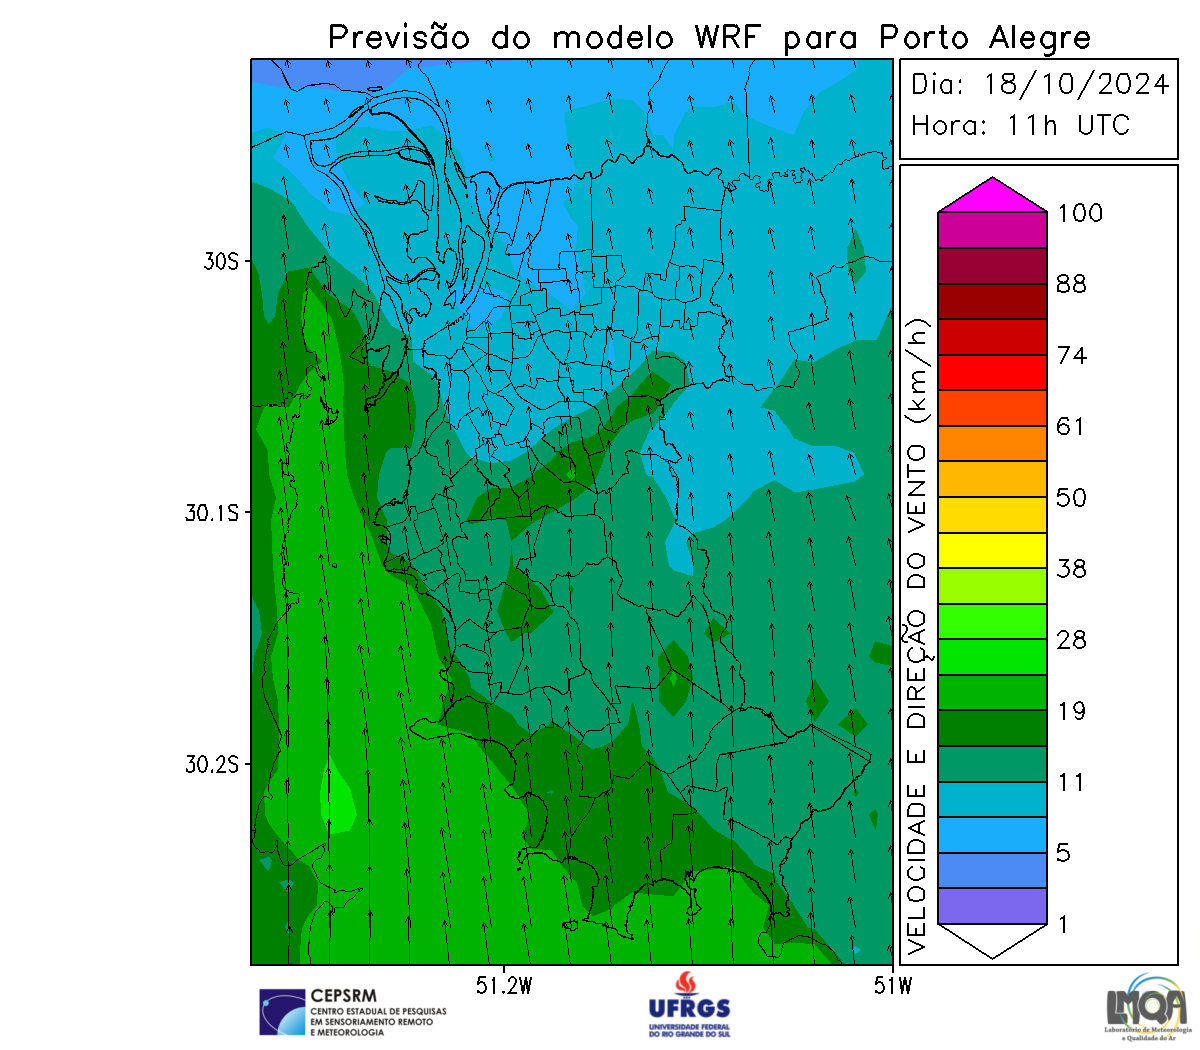 Previsão do modelo WRF para Porto Alegre
Dia: 18/10/2024
Hora: 11h UTC
100
88
74
61
50
38
28
19
11
5
1
VELOCIDADE E DIREÇÃO DO VENTO (km/h)
30S
30.1S
30.2S
51.2W
51W
CEPSRM
CENTRO ESTADUAL DE PESQUISAS
EM SENSORIAMENTO REMOTO
E METEOROLOGIA
UFRGS
UNIVERSIDADE FEDERAL
DO RIO GRANDE DO SUL
LMQA
Laboratório de Meteorologia
e Qualidade do Ar